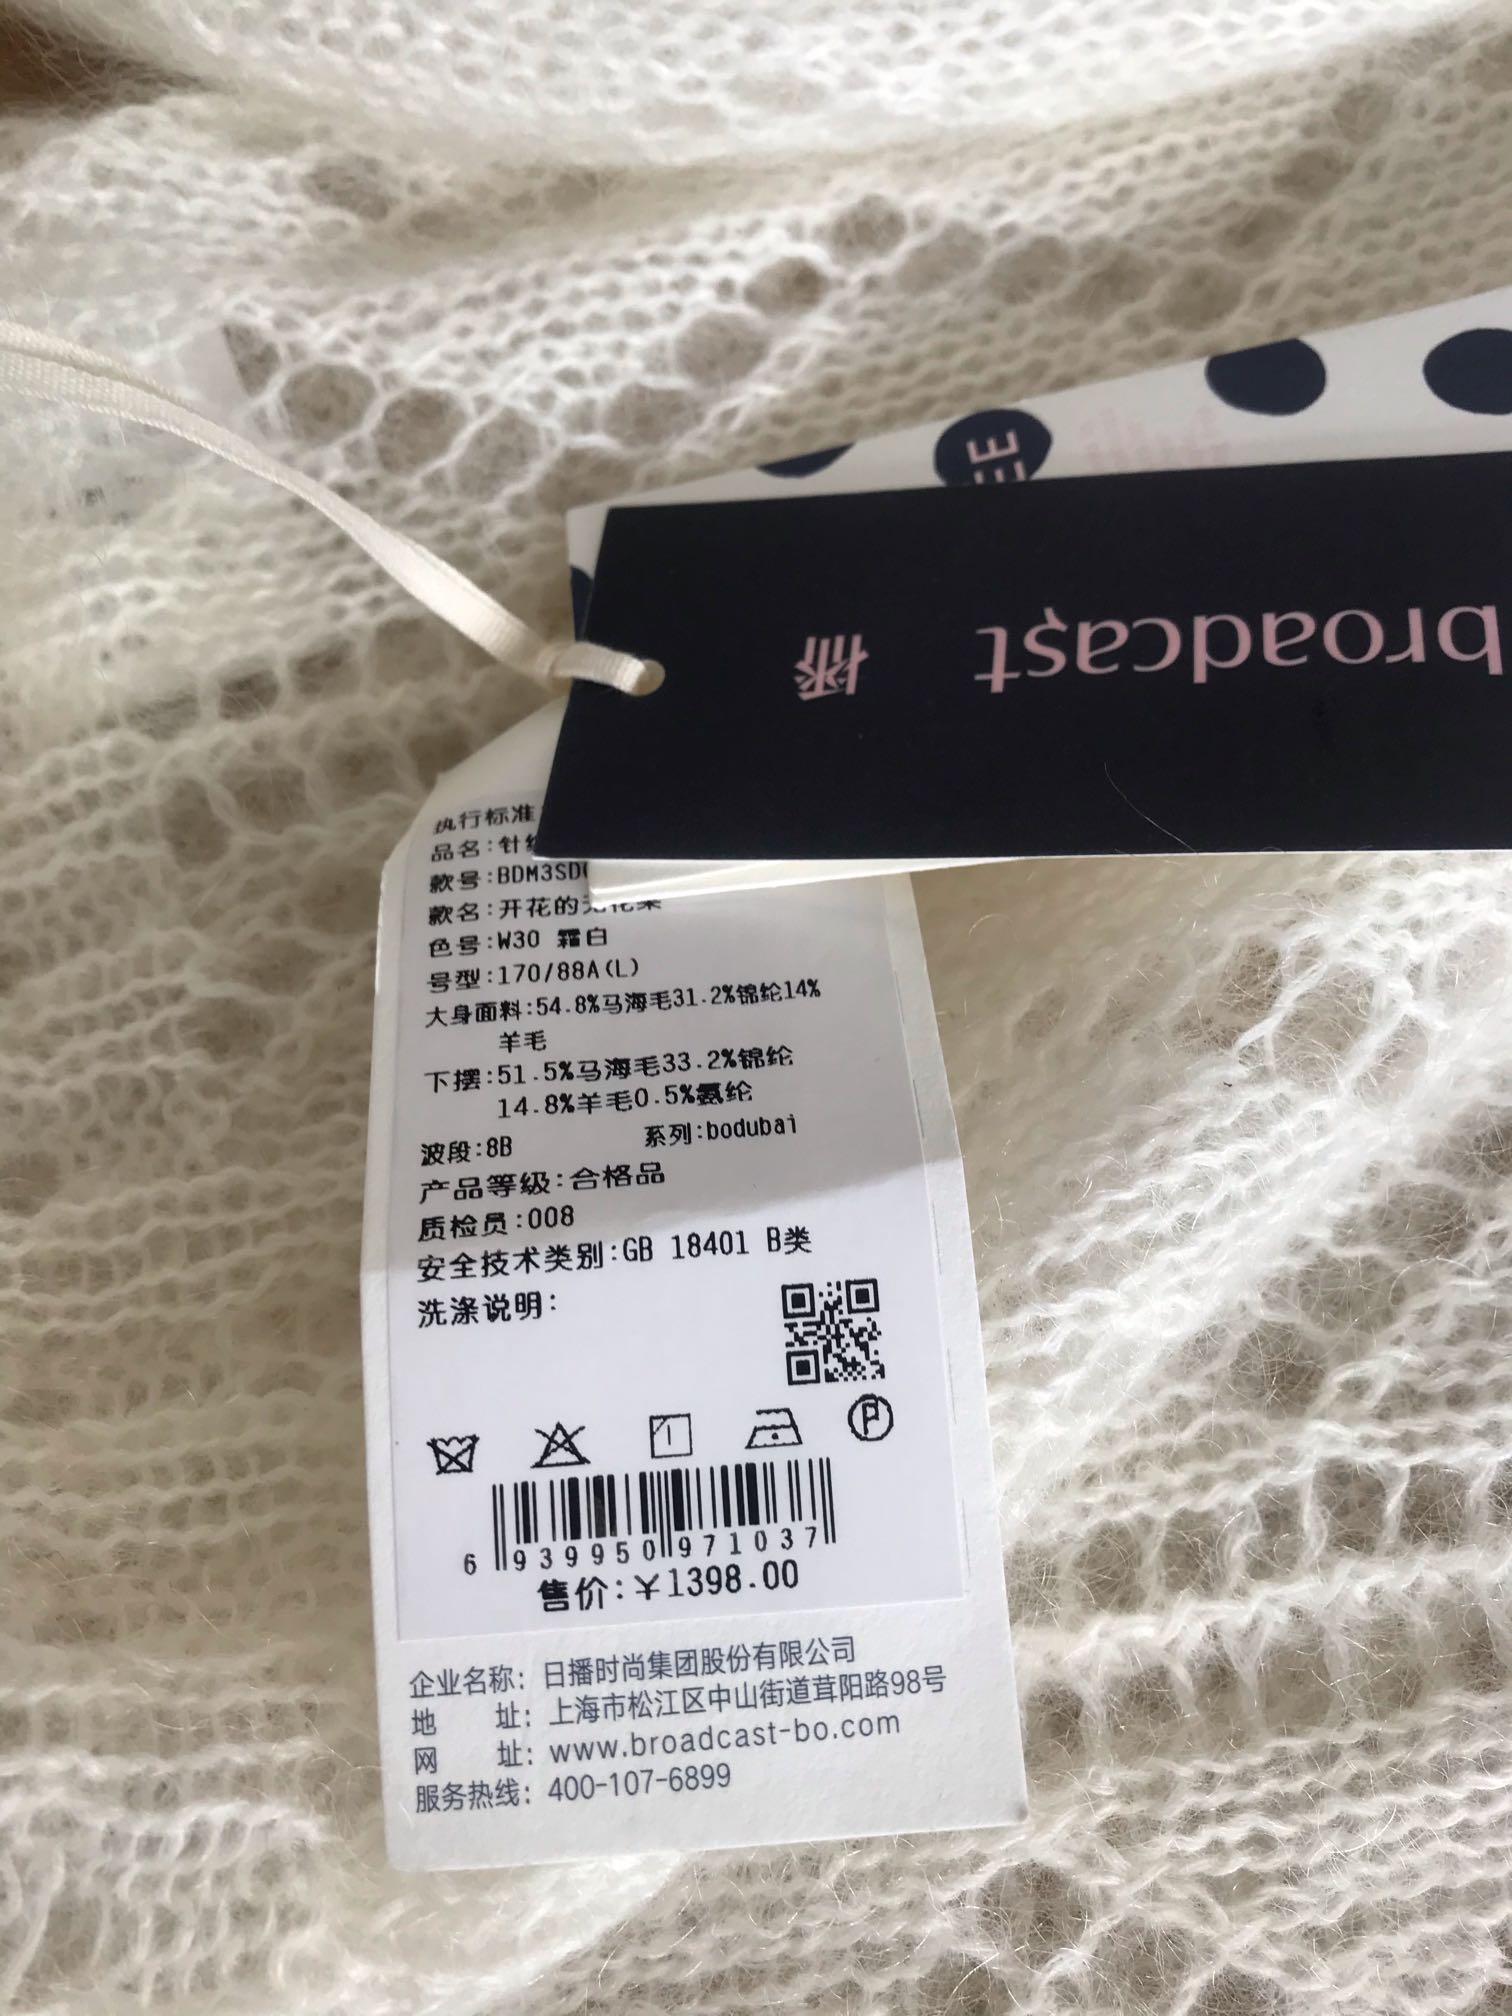 EE
播 broadcast
执行标准
品名:针
款号:BDM3SD
款名:开花的无花果
色号:W30 霜白
号型:170/88A(L)
大身面料:54.8%马海毛31.2%锦纶14%
羊毛
下摆:51.5%马海毛33.2%锦纶
14.8%羊毛0.5%氨纶
波段:8B 系列:bodubai
产品等级:合格品
质检员:008
安全技术类别:GB 18401 B类
洗涤说明:
P
6 939950 971037
售价:￥1398.00
企业名称: 日播时尚集团股份有限公司
地 址: 上海市松江区中山街道茸阳路98号
网 址: www.broadcast-bo.com
服务热线: 400-107-6899